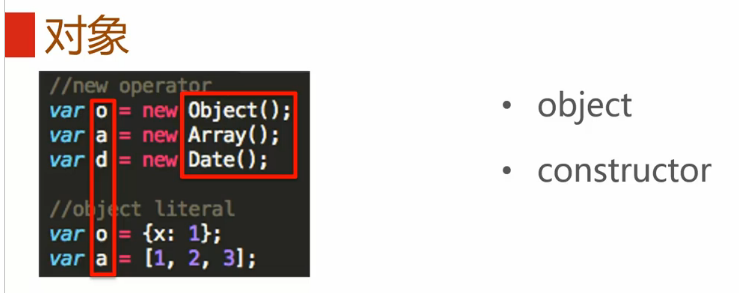 对象
//new operator
var o = new Object();
var a = new Array();
var d = new Date();
//object literal
var o = {x: 1};
var a = [1, 2, 3];
• object
• constructor